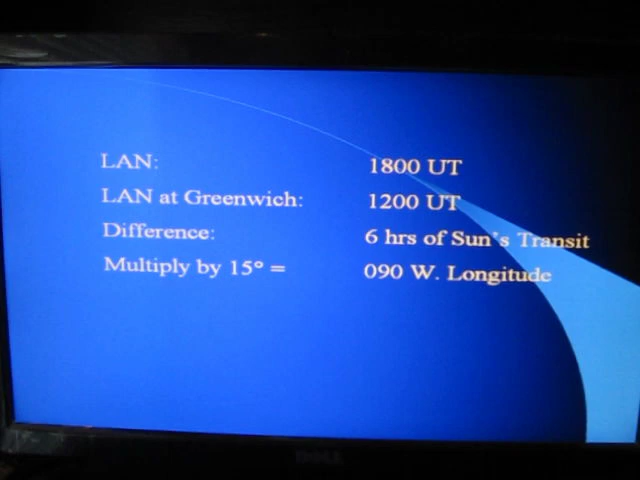 LAN: 1800 UT
LAN at Greenwich: 1200 UT
Difference: 6 hrs of Sun's Transit
Multiply by 15° = 090 W. Longitude
DELL